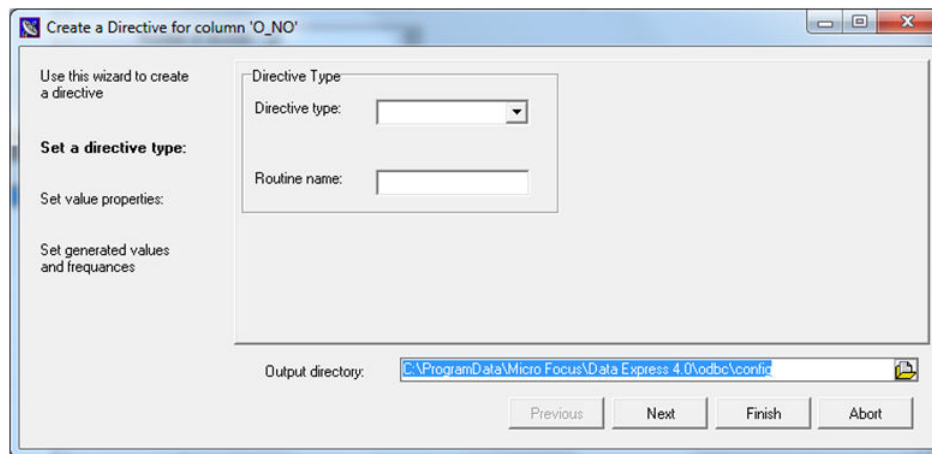 Create a Directive for column 'O_NO'
Use this wizard to create
a directive
Set a directive type:
Set value properties:
Set generated values
and frequances
Directive Type
Directive type:
Routine name:
Output directory:
C:\ProgramData\Micro Focus\Data Express 4.0\odbc\config
Previous
Next
Finish
Abort